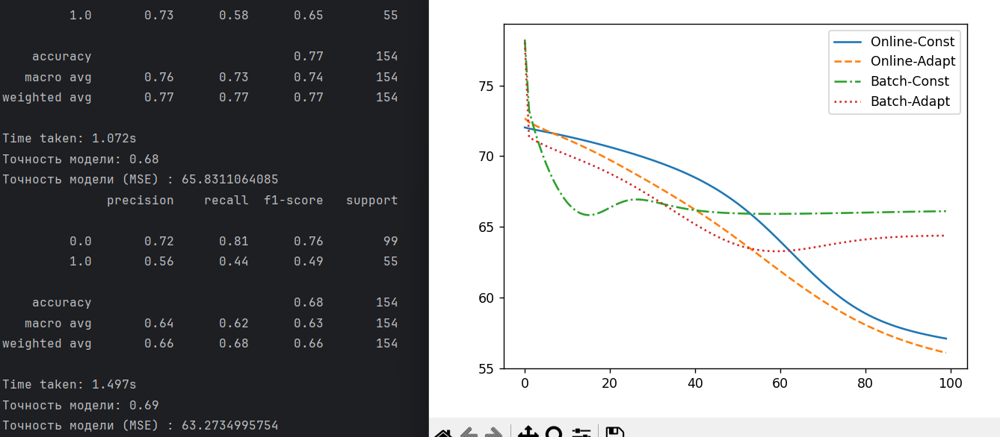 1.0 0.73 0.58 0.65 55
accuracy 0.77 154
macro avg 0.76 0.73 0.74 154
weighted avg 0.77 0.77 0.77 154
Time taken: 1.072s
Точность модели: 0.68
Точность модели (MSE) : 65.8311064085
precision recall f1-score support
0.0 0.72 0.81 0.76 99
1.0 0.56 0.44 0.49 55
accuracy 0.68 154
macro avg 0.64 0.62 0.63 154
weighted avg 0.66 0.68 0.66 154
Time taken: 1.497s
Точность модели: 0.69
Точность модели (MSE) : 63.2734995754
Online-Const
Online-Adapt
Batch-Const
Batch-Adapt
75
70
65
60
55
0 20 40 60 80 100